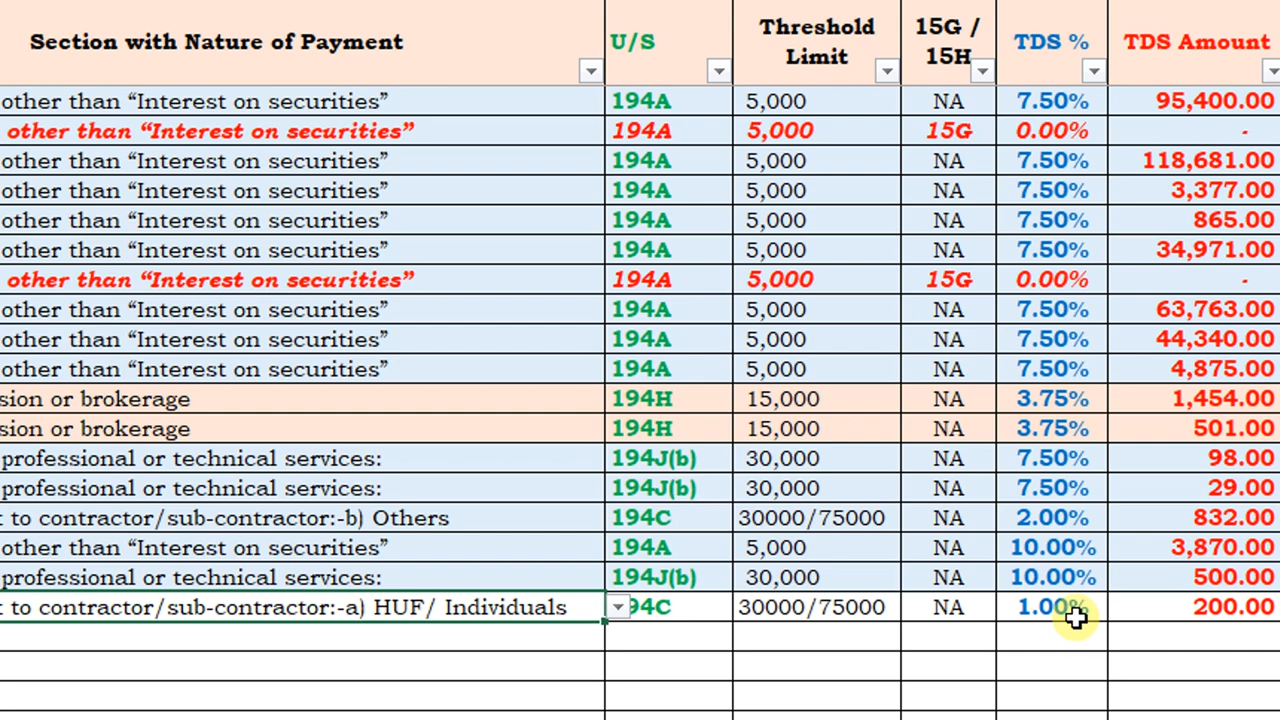 Section with Nature of Payment U/S Threshold Limit 15G / 15H TDS % TDS Amount
other than “Interest on securities” 194A 5,000 NA 7.50% 95,400.00
other than “Interest on securities” 194A 5,000 15G 0.00% -
other than “Interest on securities” 194A 5,000 NA 7.50% 118,681.00
other than “Interest on securities” 194A 5,000 NA 7.50% 3,377.00
other than “Interest on securities” 194A 5,000 NA 7.50% 865.00
other than “Interest on securities” 194A 5,000 NA 7.50% 34,971.00
other than “Interest on securities” 194A 5,000 15G 0.00% -
other than “Interest on securities” 194A 5,000 NA 7.50% 63,763.00
other than “Interest on securities” 194A 5,000 NA 7.50% 44,340.00
other than “Interest on securities” 194A 5,000 NA 7.50% 4,875.00
sion or brokerage 194H 15,000 NA 3.75% 1,454.00
sion or brokerage 194H 15,000 NA 3.75% 501.00
professional or technical services: 194J(b) 30,000 NA 7.50% 98.00
professional or technical services: 194J(b) 30,000 NA 7.50% 29.00
t to contractor/sub-contractor:-b) Others 194C 30000/75000 NA 2.00% 832.00
other than “Interest on securities” 194A 5,000 NA 10.00% 3,870.00
professional or technical services: 194J(b) 30,000 NA 10.00% 500.00
t to contractor/sub-contractor:-a) HUF/ Individuals 94C 30000/75000 NA 1.00% 200.00